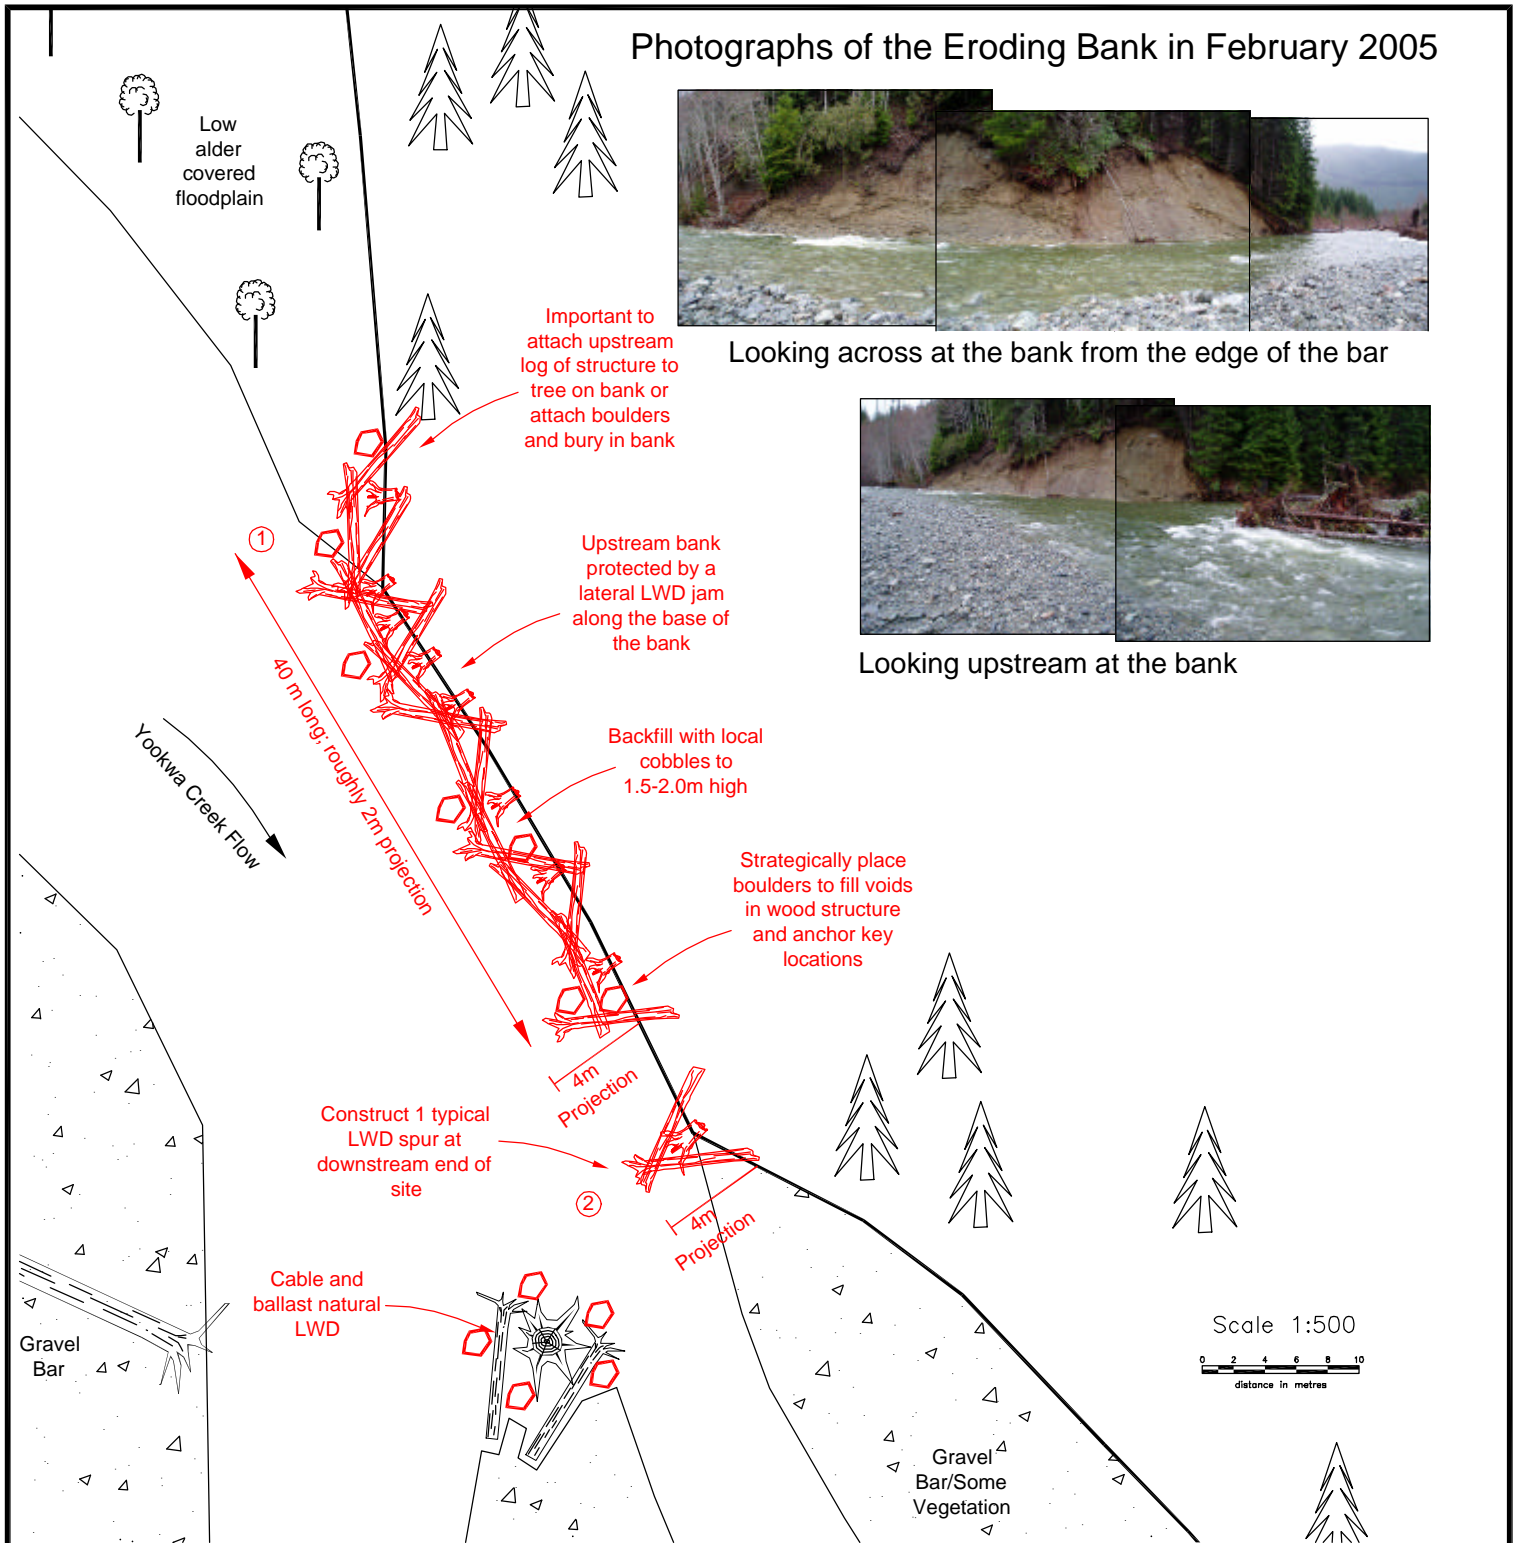 Photographs of the Eroding Bank in February 2005
Low
alder
covered
floodplain
Looking across at the bank from the edge of the bar
Important to
attach upstream
log of structure to
tree on bank or
attach boulders
and bury in bank
Looking upstream at the bank
1
Upstream bank
protected by a
lateral LWD jam
along the base of
the bank
40 m long; roughly 2m projection
Yookwa Creek Flow
Backfill with local
cobbles to
1.5-2.0m high
Strategically place
boulders to fill voids
in wood structure
and anchor key
locations
4m
Projection
Construct 1 typical
LWD spur at
downstream end of
site
2
4m
Projection
Cable and
ballast natural
LWD
Gravel
Bar
Scale 1:500
0 2 4 6 8 10
distance in metres
Gravel
Bar/Some
Vegetation